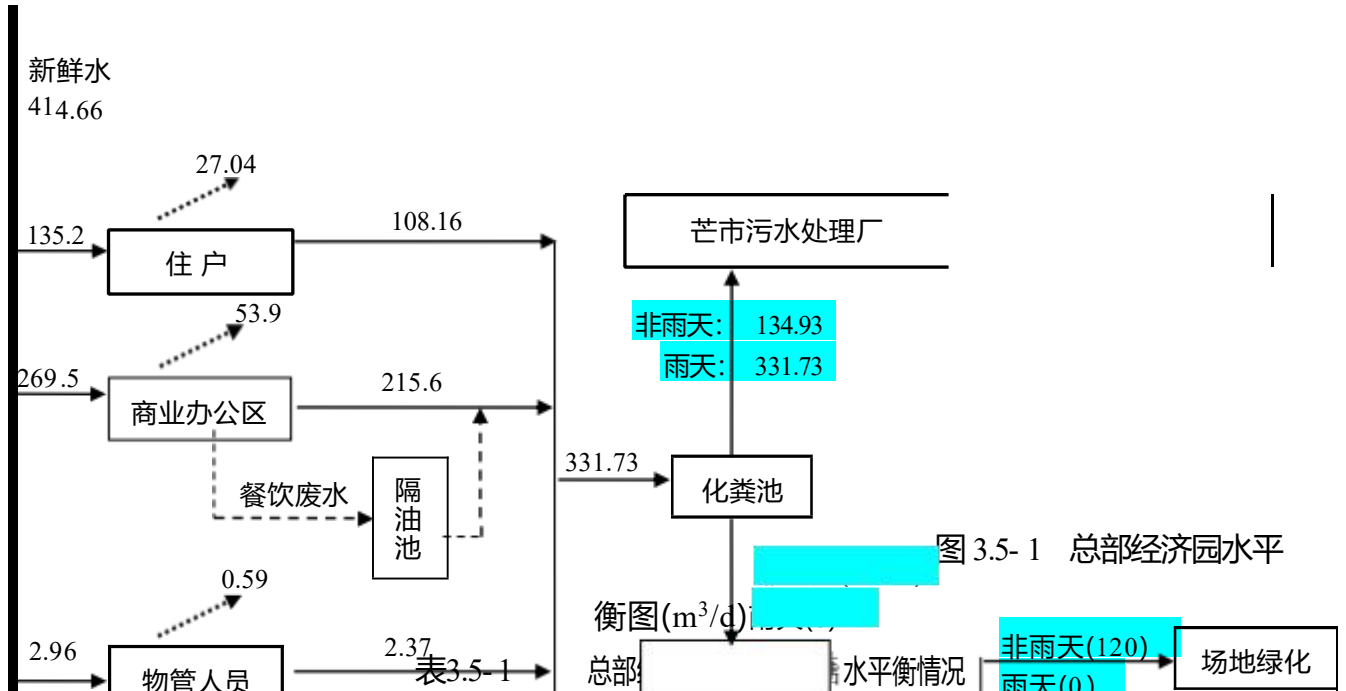 新鲜水
414.66
27.04
135.2
住 户
108.16
芒市污水处理厂
53.9
非雨天: 134.93
雨天: 331.73
269.5
商业办公区
215.6
餐饮废水
隔油池
331.73
化粪池
图 3.5- 1 总部经济园水平
衡图(m³/d)
0.59
2.96
物管人员
2.37
表3.5- 1 总部
水平衡情况
非雨天(120)
雨天(0)
场地绿化